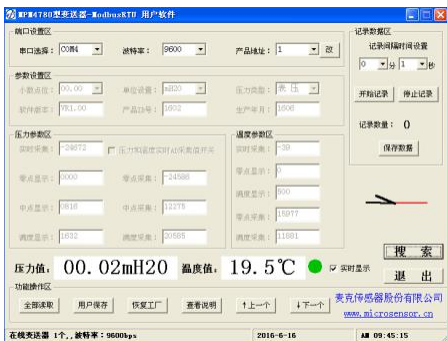 MPM4780型变送器-ModbusRTU 用户软件
端口设置区
串口选择: COM4 波特率: 9600 产品地址: 1 改
参数设置区
小数点位: 00.00 单位设置: mH2O 压力类型: 表 压
软件版本: VR1.00 产品ID号: 1602 生产年月: 1606
压力参数区
实时采集: -24672 压力和温度实时AD采集值开关
零点显示: 0000 零点采集: -24586
中点显示: 0816 中点采集: 12275
满度显示: 1632 满度采集: 20585
温度参数区
实时采集: -39
零点显示: 0
满度显示: 500
零点采集: 15977
满度采集: 11881
记录数据区
记录间隔时间设置
0 分 1 秒
开始记录 停止记录
记录数量: 0
保存数据
搜 索
压力值: 00.02mH2O 温度值: 19.5℃ 实时显示
退 出
功能操作区
全部读取 用户保存 恢复工厂 查看说明 ↑上一个 ↓下一个
麦克传感器股份有限公司
www.microsensor.cn
在线变送器 1个,,波特率: 9600bps 2016-6-16 AM 09:45:15